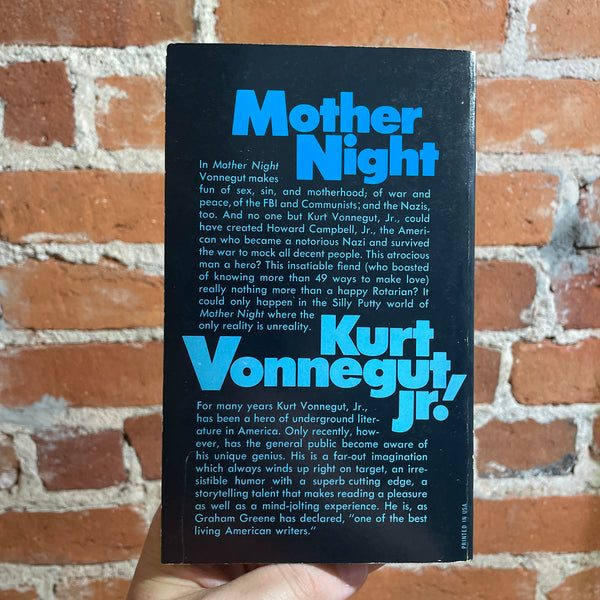 Mother
Night
In Mother Night
Vonnegut makes
fun of sex, sin, and motherhood; of war and
peace, of the FBI and Communists; and the Nazis,
too. And no one but Kurt Vonnegut, Jr., could
have created Howard Campbell, Jr., the Ameri-
can who became a notorious Nazi and survived
the war to mock all decent people. This atrocious
man a hero? This insatiable fiend (who boasted
of knowing more than 49 ways to make love)
really nothing more than a happy Rotarian? It
could only happen in the Silly Putty world of
Mother Night where the
only reality is unreality.
Kurt
Vonnegut,
Jr.!
For many years Kurt Vonnegut, Jr.,
has been a hero of underground liter-
ature in America. Only recently, how-
ever, has the general public become aware of
his unique genius. His is a far-out imagination
which always winds up right on target, an irre-
sistible humor with a superb cutting edge, a
storytelling talent that makes reading a pleasure
as well as a mind-jolting experience. He is, as
Graham Greene has declared, "one of the best
living American writers."
PRINTED IN USA